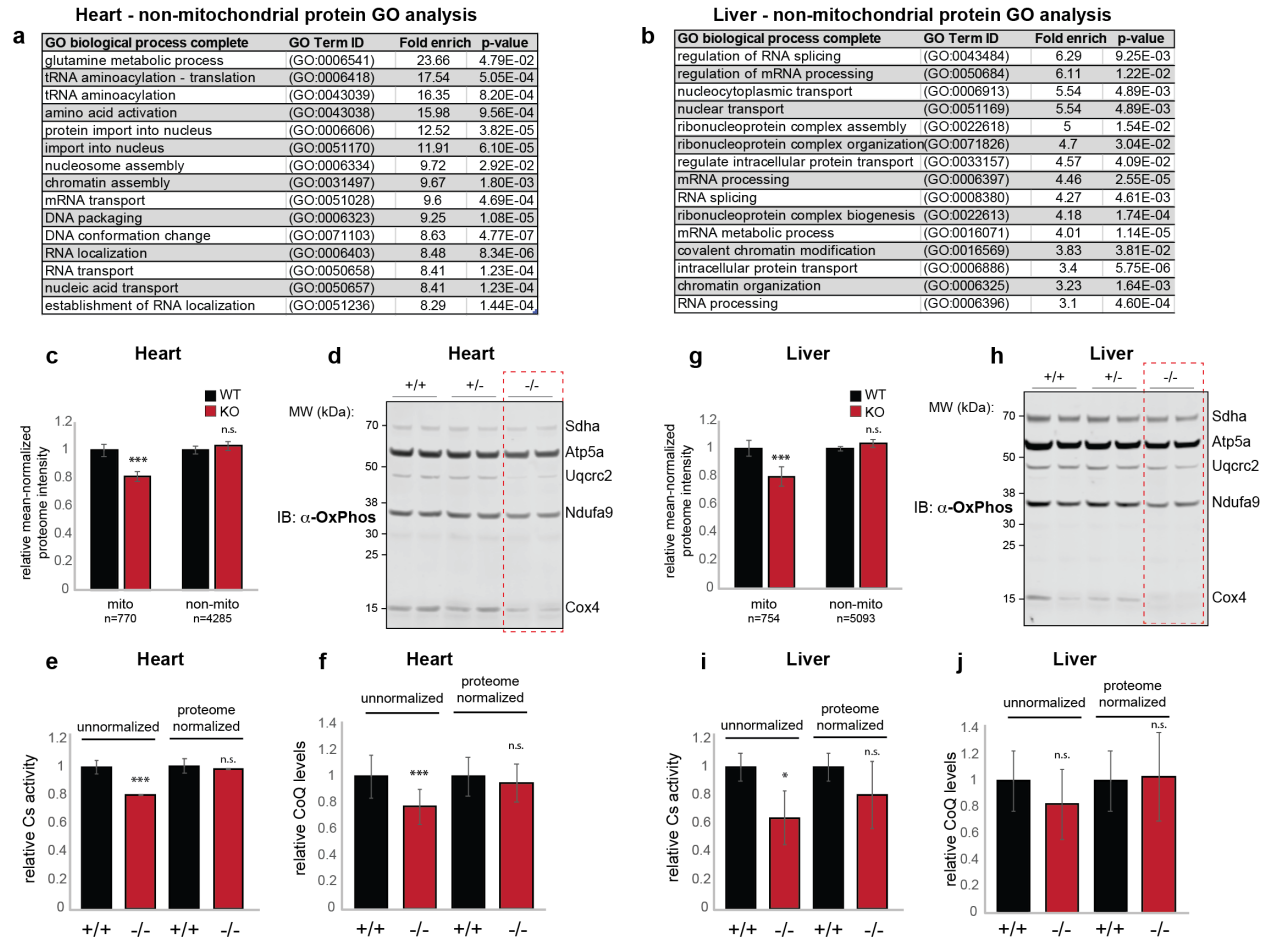 Heart - non-mitochondrial protein GO analysis
a
GO biological process complete GO Term ID Fold enrich p-value
glutamine metabolic process (GO:0006541) 23.66 4.79E-02
tRNA aminoacylation - translation (GO:0006418) 17.54 5.05E-04
tRNA aminoacylation (GO:0043039) 16.35 8.20E-04
amino acid activation (GO:0043038) 15.98 9.56E-04
protein import into nucleus (GO:0006606) 12.52 3.82E-05
import into nucleus (GO:0051170) 11.91 6.10E-05
nucleosome assembly (GO:0006334) 9.72 2.92E-02
chromatin assembly (GO:0031497) 9.67 1.80E-03
mRNA transport (GO:0051028) 9.6 4.69E-04
DNA packaging (GO:0006323) 9.25 1.08E-05
DNA conformation change (GO:0071103) 8.63 4.77E-07
RNA localization (GO:0006403) 8.48 8.34E-06
RNA transport (GO:0050658) 8.41 1.23E-04
nucleic acid transport (GO:0050657) 8.41 1.23E-04
establishment of RNA localization (GO:0051236) 8.29 1.44E-04
Liver - non-mitochondrial protein GO analysis
b
GO biological process complete GO Term ID Fold enrich p-value
regulation of RNA splicing (GO:0043484) 6.29 9.25E-03
regulation of mRNA processing (GO:0050684) 6.11 1.22E-02
nucleocytoplasmic transport (GO:0006913) 5.54 4.89E-03
nuclear transport (GO:0051169) 5.54 4.89E-03
ribonucleoprotein complex assembly (GO:0022618) 5 1.54E-02
ribonucleoprotein complex organization (GO:0071826) 4.7 3.04E-02
regulate intracellular protein transport (GO:0033157) 4.57 4.09E-02
mRNA processing (GO:0006397) 4.46 2.55E-05
RNA splicing (GO:0008380) 4.27 4.61E-03
ribonucleoprotein complex biogenesis (GO:0022613) 4.18 1.74E-04
mRNA metabolic process (GO:0016071) 4.01 1.14E-05
covalent chromatin modification (GO:0016569) 3.83 3.81E-02
intracellular protein transport (GO:0006886) 3.4 5.75E-06
chromatin organization (GO:0006325) 3.23 1.64E-03
RNA processing (GO:0006396) 3.1 4.60E-04
c Heart
WT
KO
relative mean-normalized
proteome intensity
1.2
1
0.8
0.6
0.4
0.2
0
***
n.s.
mito non-mito
n=770 n=4285
d Heart
+/+ +/- -/-
MW (kDa):
70
50
38
30
25
15
IB: α-OxPhos
Sdha
Atp5a
Uqcrc2
Ndufa9
Cox4
g Liver
WT
KO
relative mean-normalized
proteome intensity
1.2
1
0.8
0.6
0.4
0.2
0
***
n.s.
mito non-mito
n=754 n=5093
h Liver
+/+ +/- -/-
MW (kDa):
70
50
38
30
25
15
IB: α-OxPhos
Sdha
Atp5a
Uqcrc2
Ndufa9
Cox4
e Heart
unnormalized
proteome
normalized
relative Cs activity
1.2
1
0.8
0.6
0.4
0.2
0
***
n.s.
+/+ -/- +/+ -/-
f Heart
unnormalized
proteome
normalized
relative CoQ levels
1.4
1.2
1
0.8
0.6
0.4
0.2
0
***
n.s.
+/+ -/- +/+ -/-
i Liver
unnormalized
proteome
normalized
relative Cs activity
1.2
1
0.8
0.6
0.4
0.2
0
*
n.s.
+/+ -/- +/+ -/-
j Liver
unnormalized
proteome
normalized
relative CoQ levels
1.4
1.2
1
0.8
0.6
0.4
0.2
0
n.s.
n.s.
+/+ -/- +/+ -/-